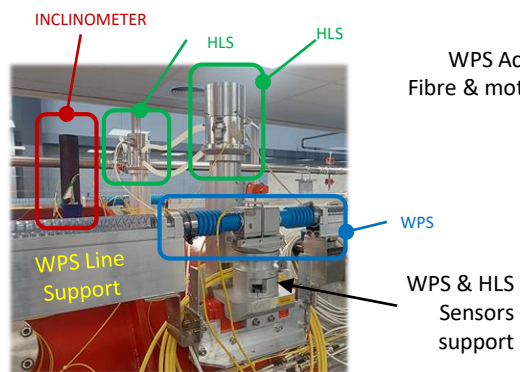 INCLINOMETER
HLS
HLS
WPS Ac
Fibre & mot
WPS
WPS Line
Support
WPS & HLS
Sensors
support